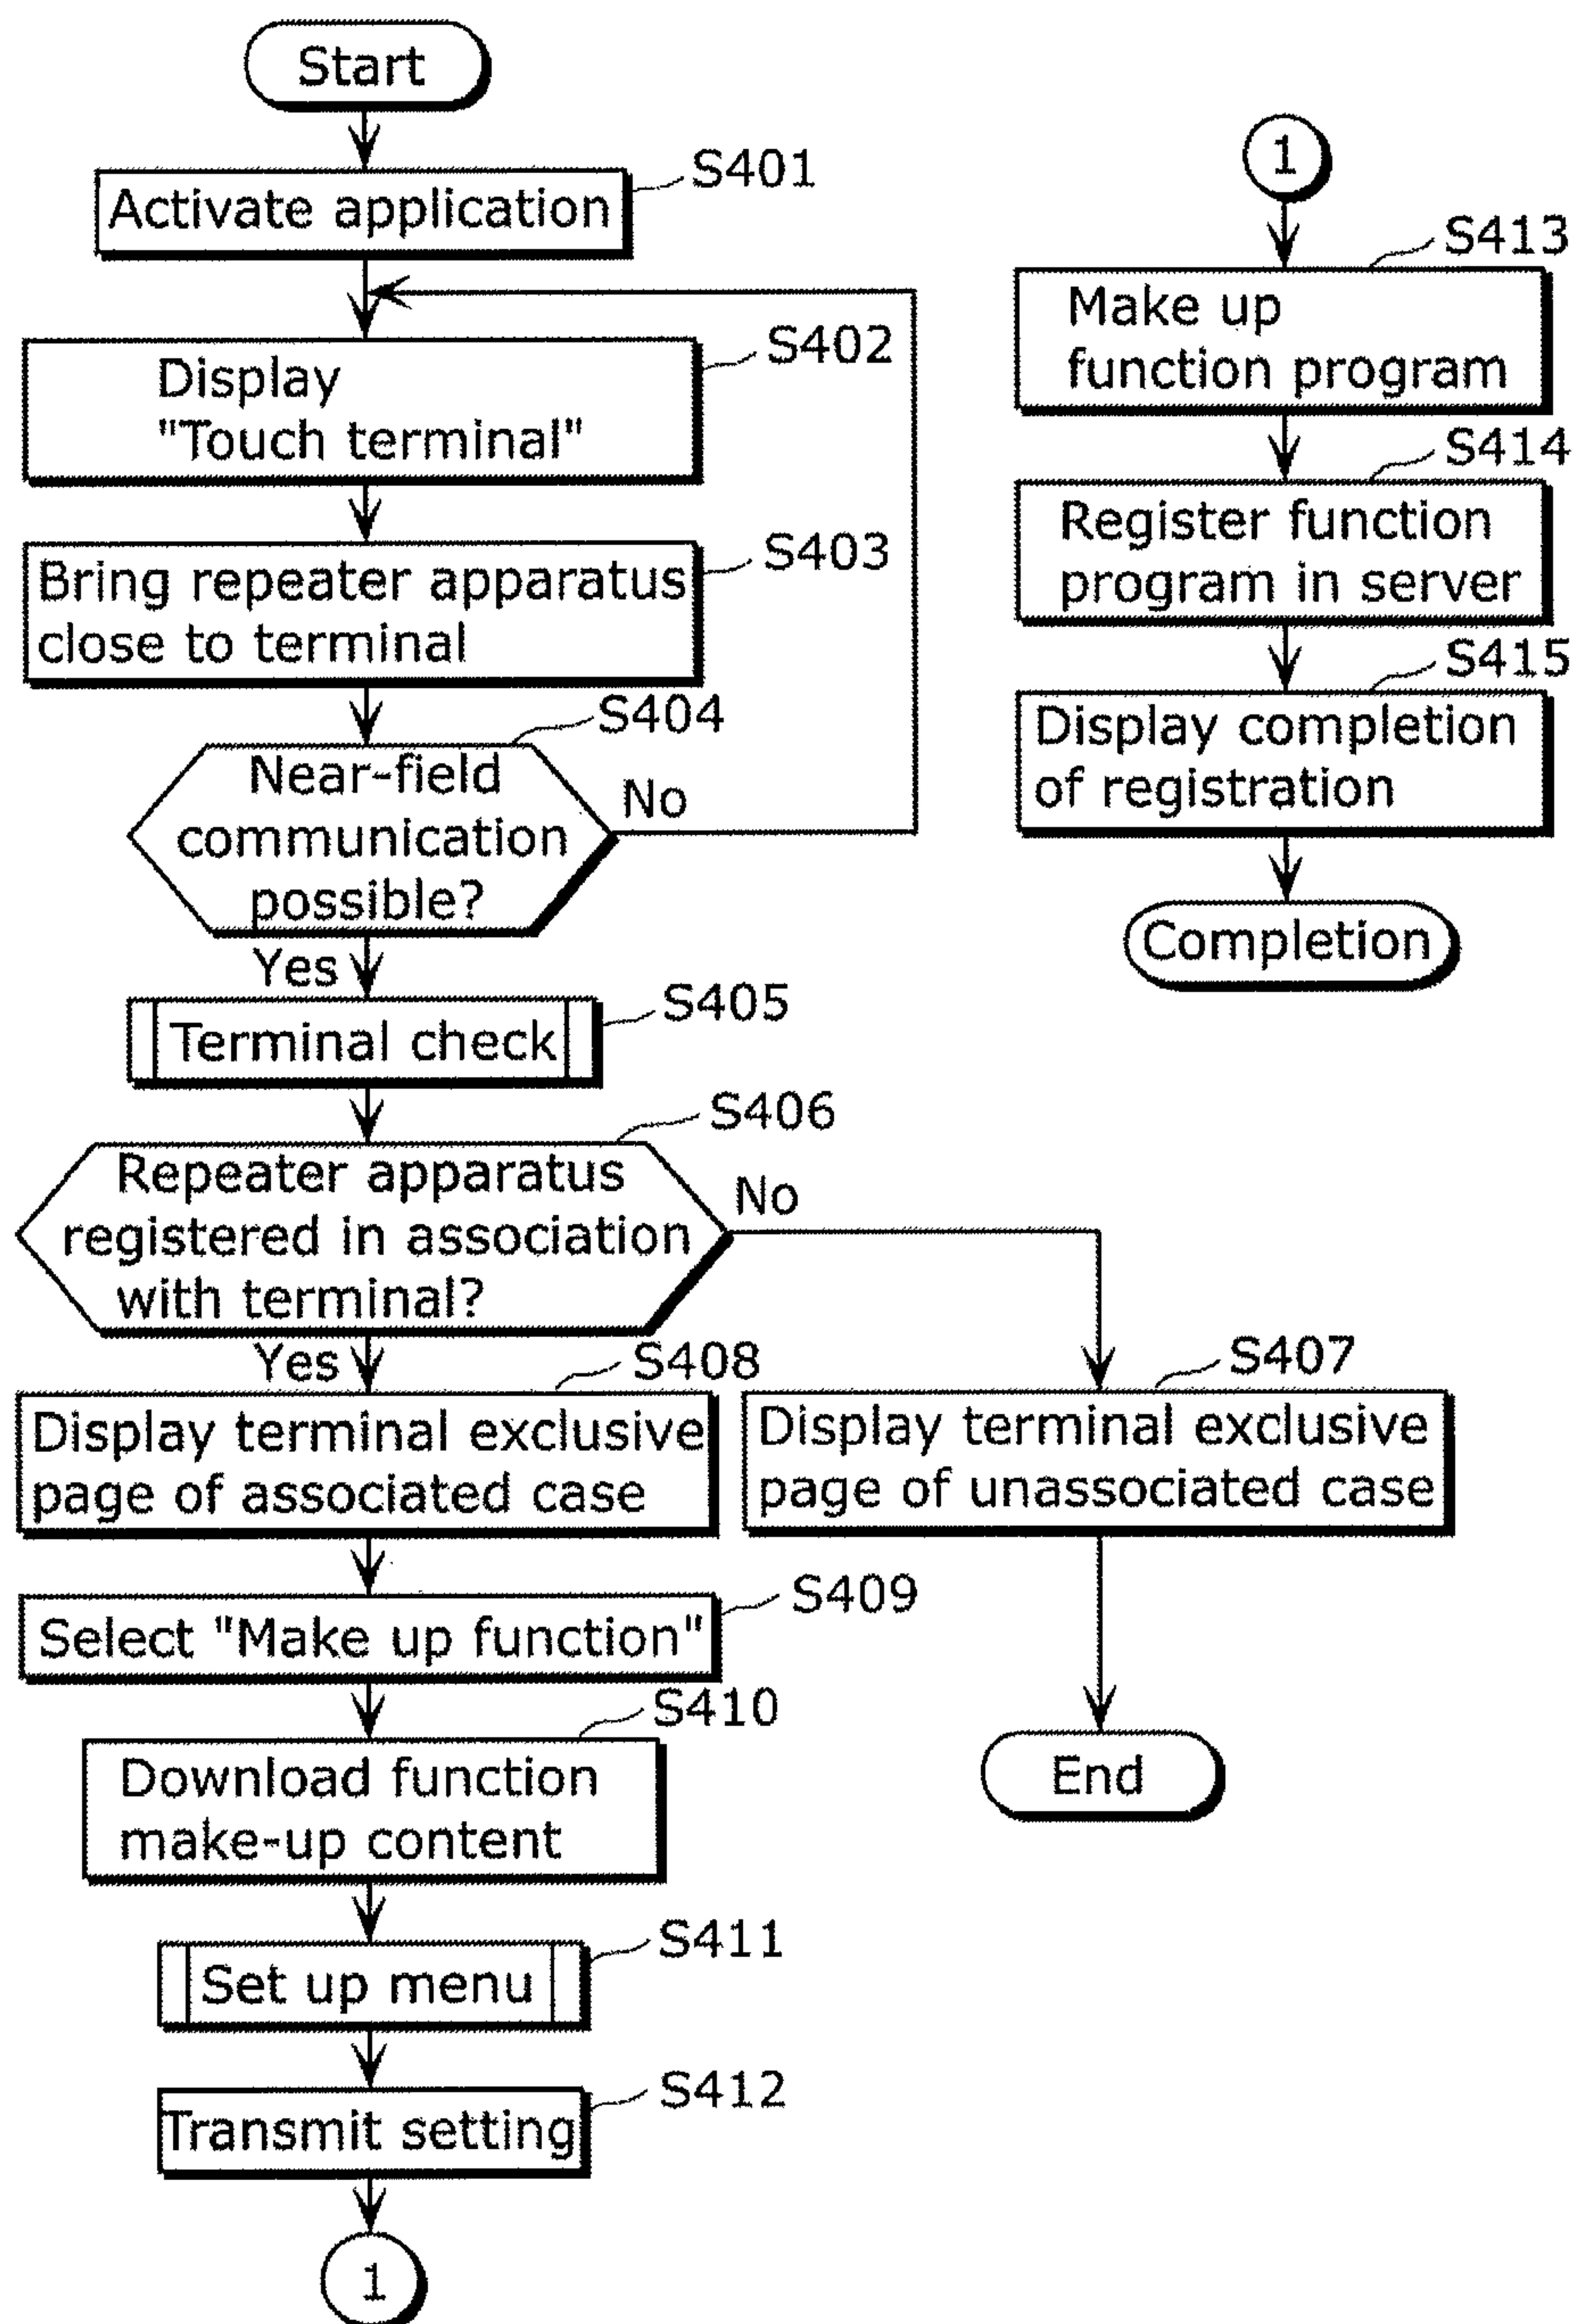 Start
S401
Activate application
S402
Display
"Touch terminal"
S403
Bring repeater apparatus
close to terminal
S404
Near-field
communication
possible?
No
Yes
S405
Terminal check
S406
Repeater apparatus
registered in association
with terminal?
No
Yes
S408
Display terminal exclusive
page of associated case
S407
Display terminal exclusive
page of unassociated case
End
S409
Select "Make up function"
S410
Download function
make-up content
S411
Set up menu
S412
Transmit setting
1
1
S413
Make up
function program
S414
Register function
program in server
S415
Display completion
of registration
Completion